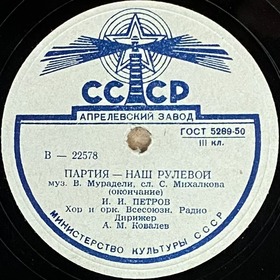 СССР
АПРЕЛЕВСКИЙ ЗАВОД
ГОСТ 5289-50
III кл.
В — 22578
ПАРТИЯ — НАШ РУЛЕВОЙ
муз. В. Мурадели, сл. С. Михалкова
(окончание)
И. И. ПЕТРОВ
Хор и орк. Всесоюзн. Радио
Дирижер
А. М. Ковалев
МИНИСТЕРСТВО КУЛЬТУРЫ СССР